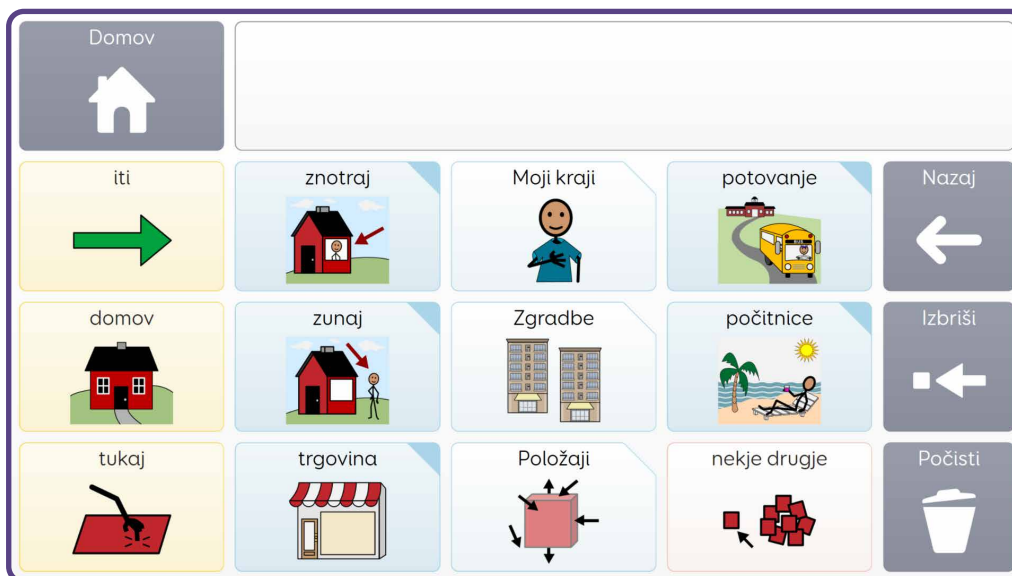 Domov
iti
znotraj
Moji kraji
potovanje
Nazaj
domov
zunaj
Zgradbe
počitnice
Izbriši
tukaj
trgovina
Položaji
nekje drugje
Počisti